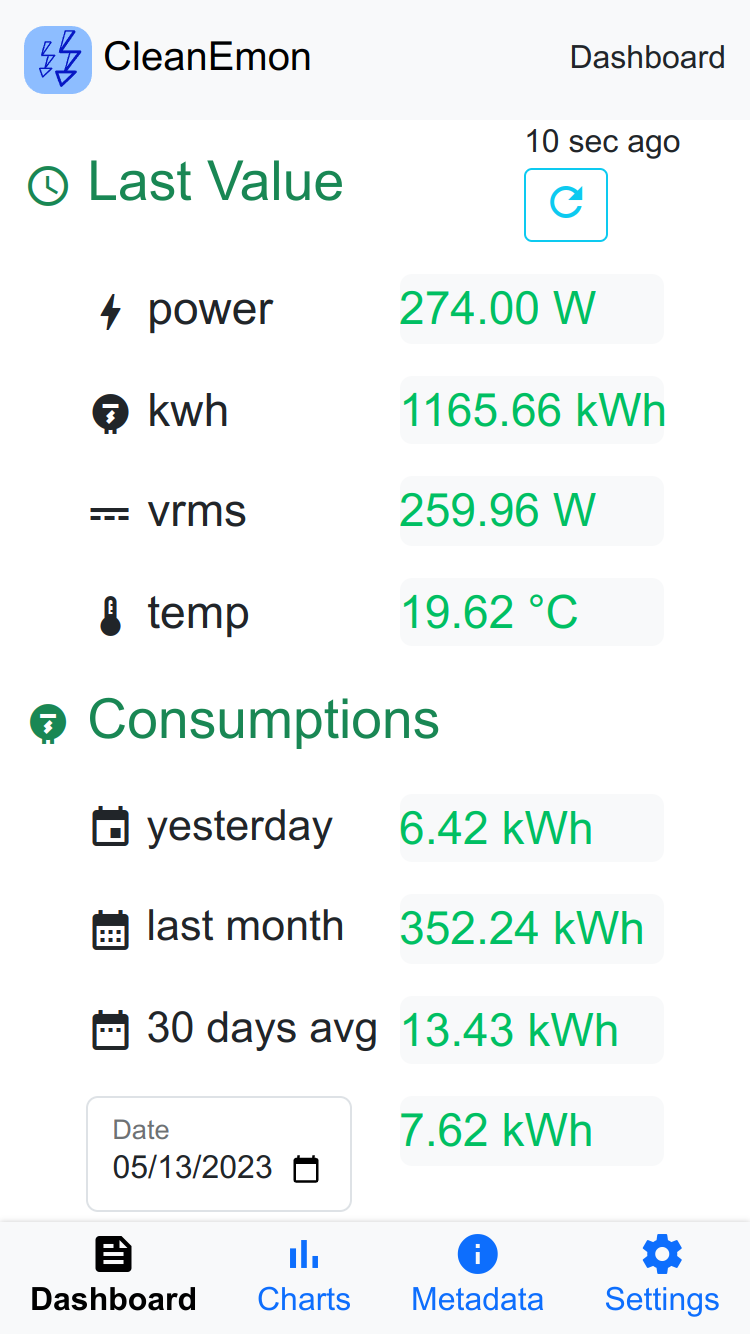 CleanEmon
Dashboard
10 sec ago
Last Value
power 274.00 W
kwh 1165.66 kWh
vrms 259.96 W
temp 19.62 °C
Consumptions
yesterday 6.42 kWh
last month 352.24 kWh
30 days avg 13.43 kWh
Date
05/13/2023 7.62 kWh
Dashboard Charts Metadata Settings